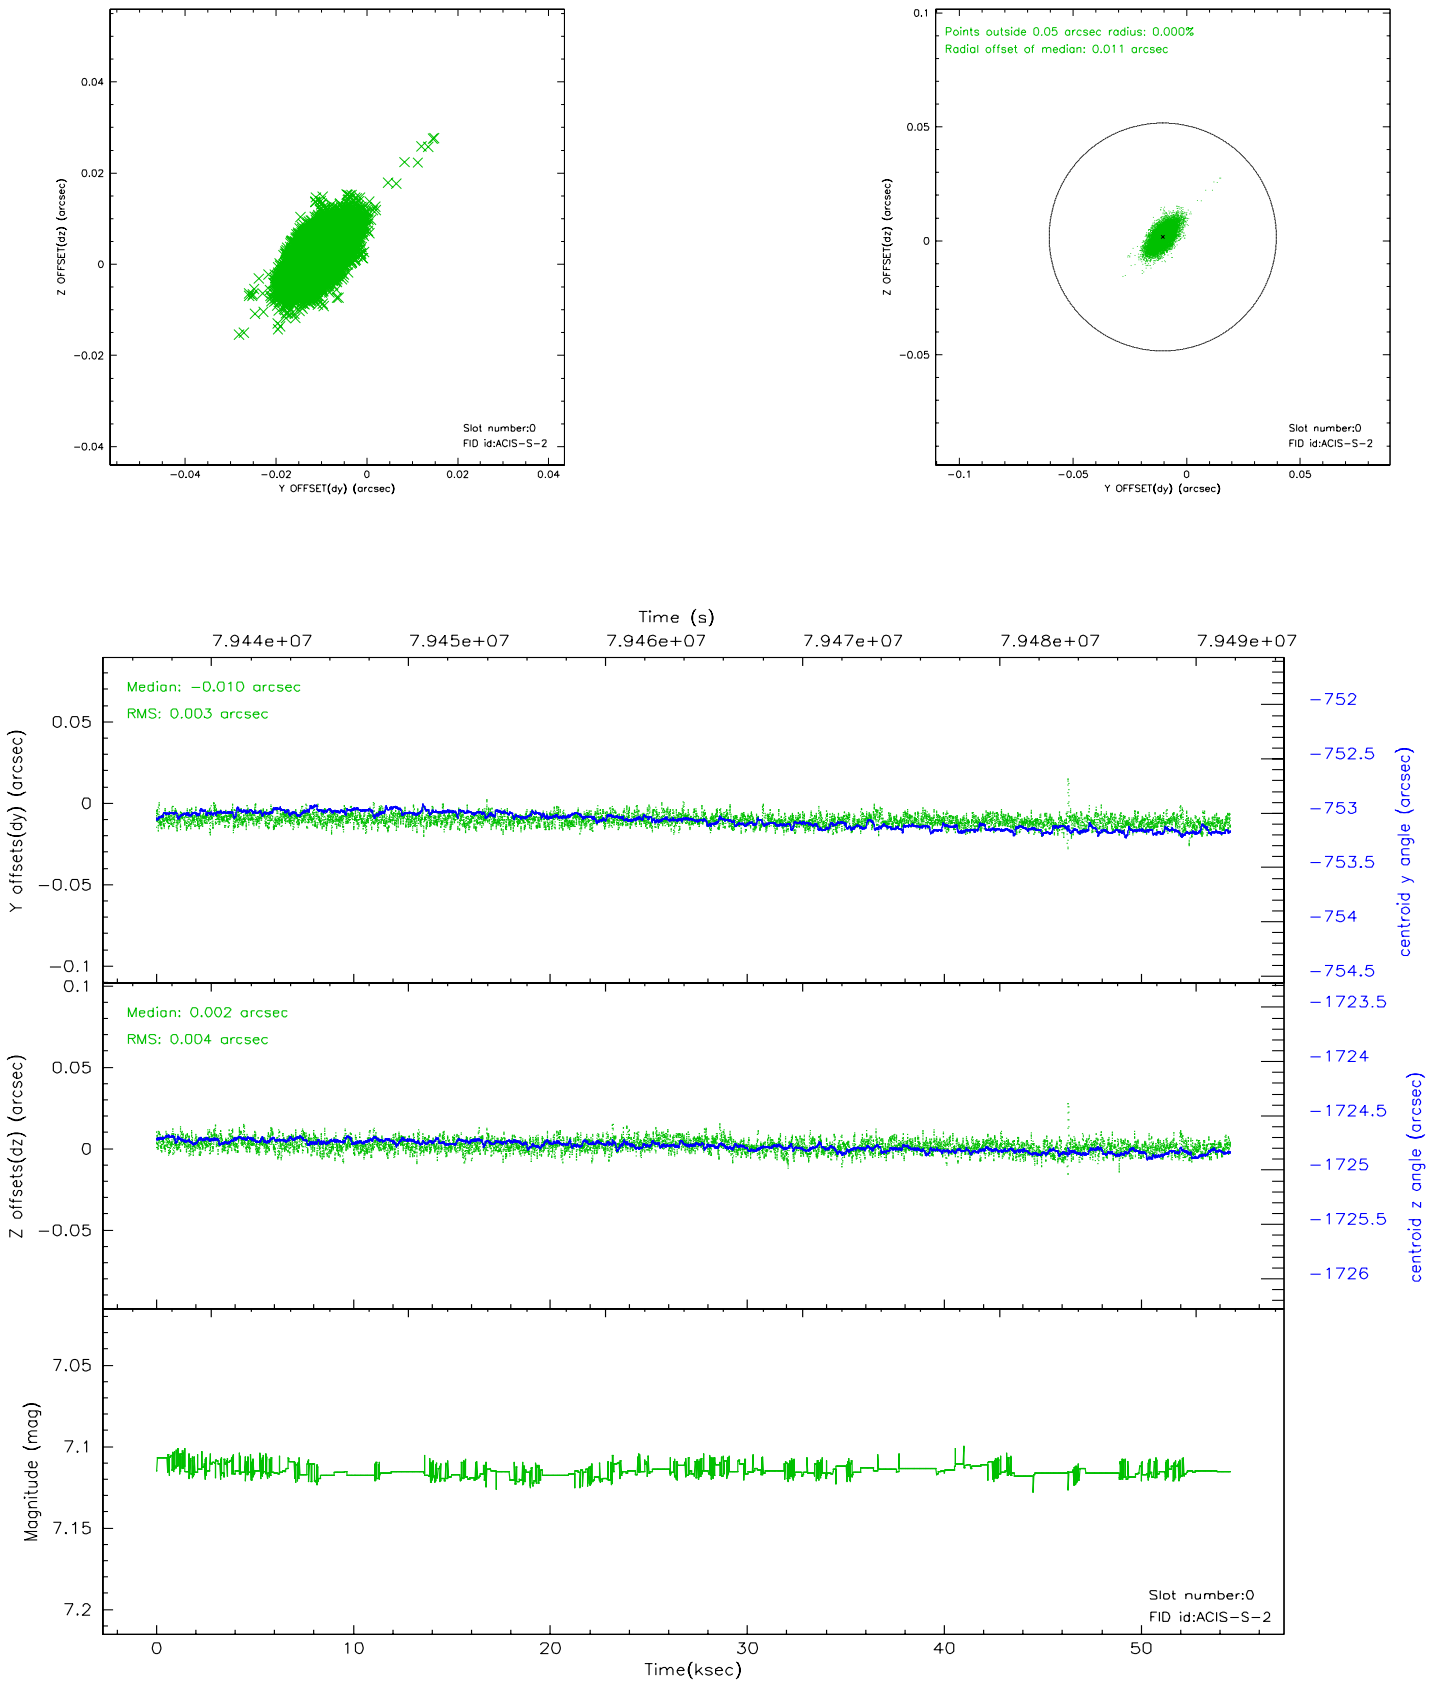 0.04
0.02
0
−0.02
−0.04
Z OFFSET(dz) (arcsec)
Slot number:0
FID id:ACIS−S−2
−0.04
−0.02
0
0.02
0.04
Y OFFSET(dy) (arcsec)
Points outside 0.05 arcsec radius: 0.000%
Radial offset of median: 0.011 arcsec
0.1
0.05
0
−0.05
Z OFFSET(dz) (arcsec)
Slot number:0
FID id:ACIS−S−2
−0.1
−0.05
0
0.05
Y OFFSET(dy) (arcsec)
Time (s)
7.944e+07
7.945e+07
7.946e+07
7.947e+07
7.948e+07
7.949e+07
Median: −0.010 arcsec
RMS: 0.003 arcsec
0.05
0
−0.05
−0.1
Y offsets(dy) (arcsec)
−752
−752.5
−753
−753.5
−754
−754.5
centroid y angle (arcsec)
Median: 0.002 arcsec
RMS: 0.004 arcsec
0.1
0.05
0
−0.05
Z offsets(dz) (arcsec)
−1723.5
−1724
−1724.5
−1725
−1725.5
−1726
centroid z angle (arcsec)
7.05
7.1
7.15
7.2
Magnitude (mag)
Slot number:0
FID id:ACIS−S−2
0
10
20
30
40
50
Time(ksec)